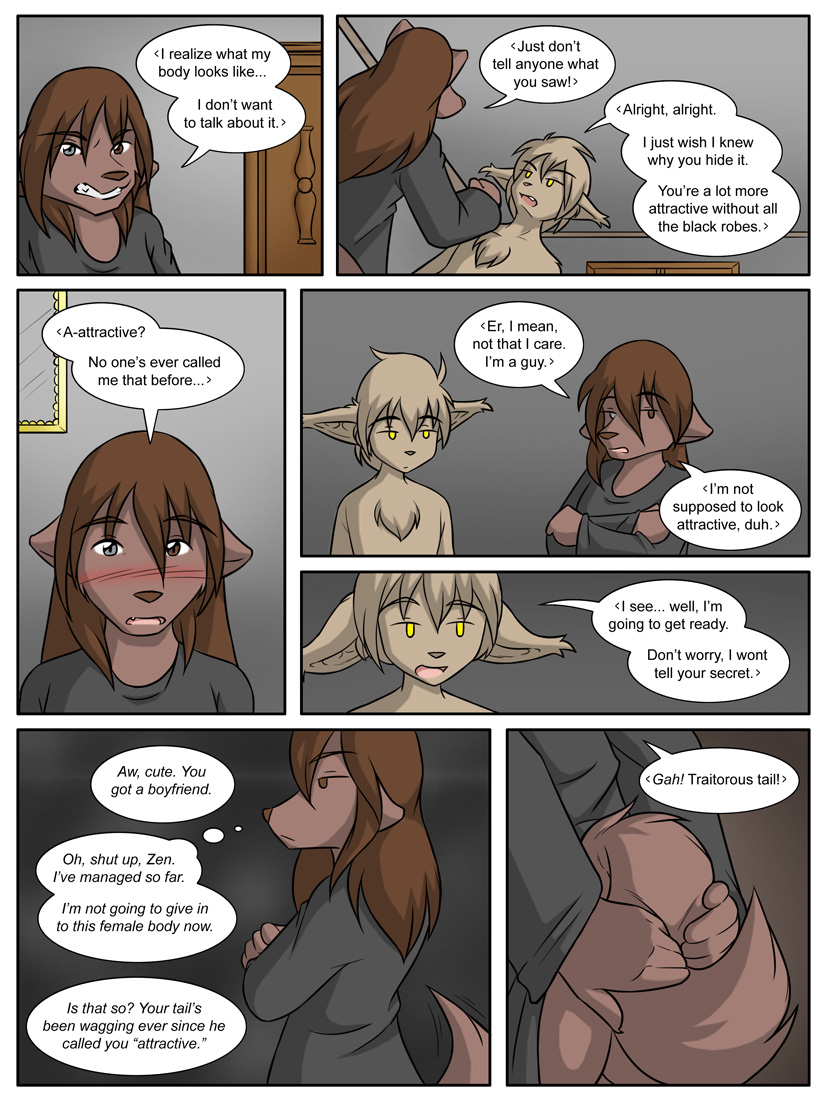 ‹I realize what my
body looks like...
I don't want
to talk about it.›
‹Just don't
tell anyone what
you saw!›
‹Alright, alright.
I just wish I knew
why you hide it.
You're a lot more
attractive without all
the black robes.›
‹A-attractive?
No one's ever called
me that before...›
‹Er, I mean,
not that I care.
I'm a guy.›
‹I'm not
supposed to look
attractive, duh.›
‹I see... well, I'm
going to get ready.
Don't worry, I wont
tell your secret.›
Aw, cute. You
got a boyfriend.
Oh, shut up, Zen.
I've managed so far.
I'm not going to give in
to this female body now.
Is that so? Your tail's
been wagging ever since he
called you “attractive.”
‹Gah! Traitorous tail!›